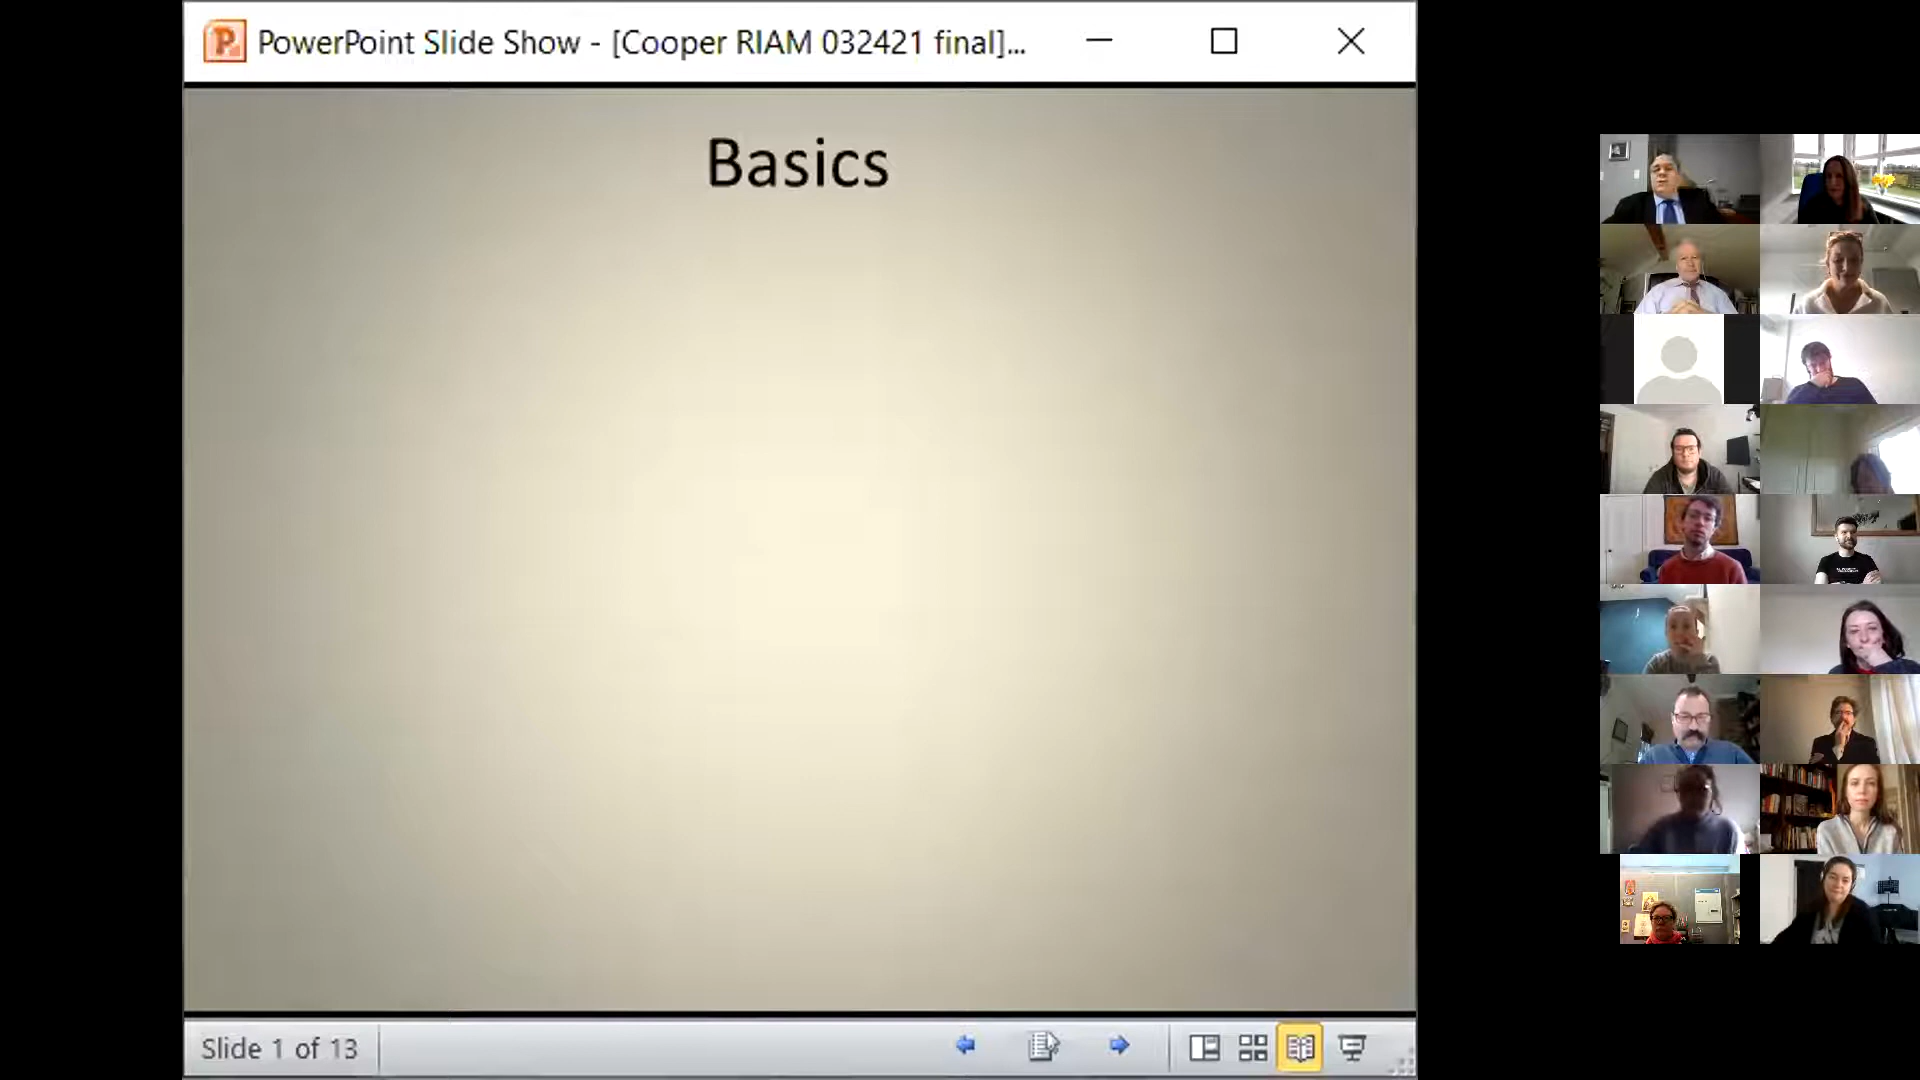 PowerPoint Slide Show - [Cooper RIAM 032421 final]...
Basics
Slide 1 of 13